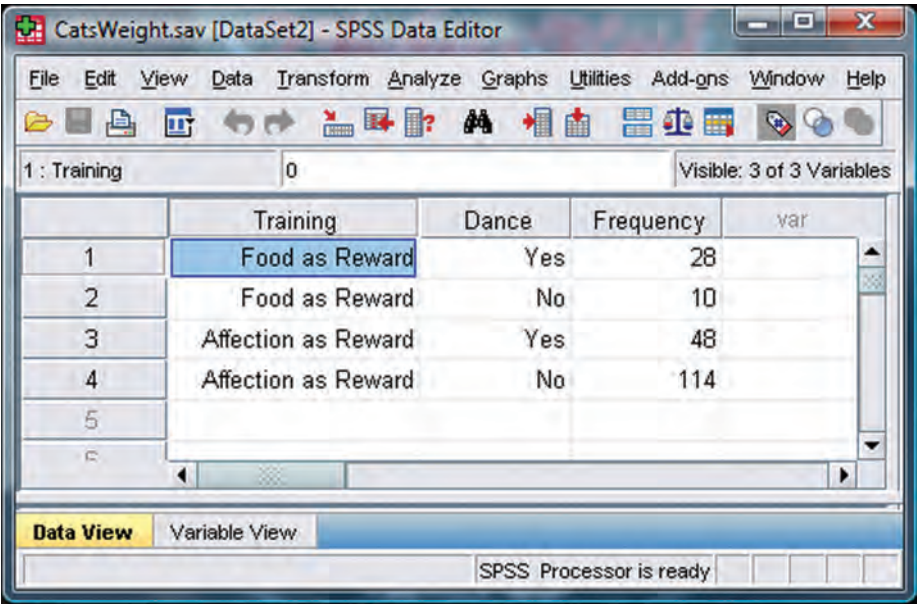 CatsWeight.sav [DataSet2] - SPSS Data Editor
File Edit View Data Transform Analyze Graphs Utilities Add-ons Window Help
1 : Training 0 Visible: 3 of 3 Variables
Training Dance Frequency var
1 Food as Reward Yes 28
2 Food as Reward No 10
3 Affection as Reward Yes 48
4 Affection as Reward No 114
5
Data View Variable View
SPSS Processor is ready